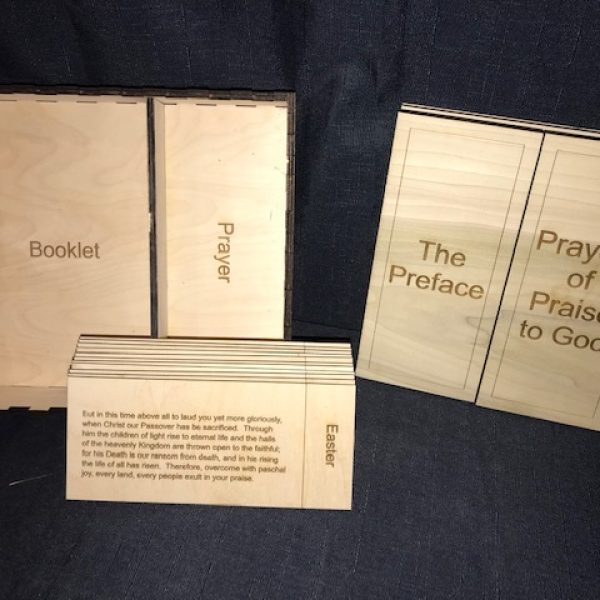 Booklet
Prayer
The
Preface
Pray
of
Praise
to Go
But in this time above all to laud you yet more gloriously,
when Christ our Passover has be sacrificed. Through
him the children of light rise to eternal life and the halls
of the heavenly Kingdom are thrown open to the faithful;
for his Death is our ransom from death, and in his rising
the life of all has risen. Therefore, overcome with paschal
joy, every land, every people exult in your praise.
Easter